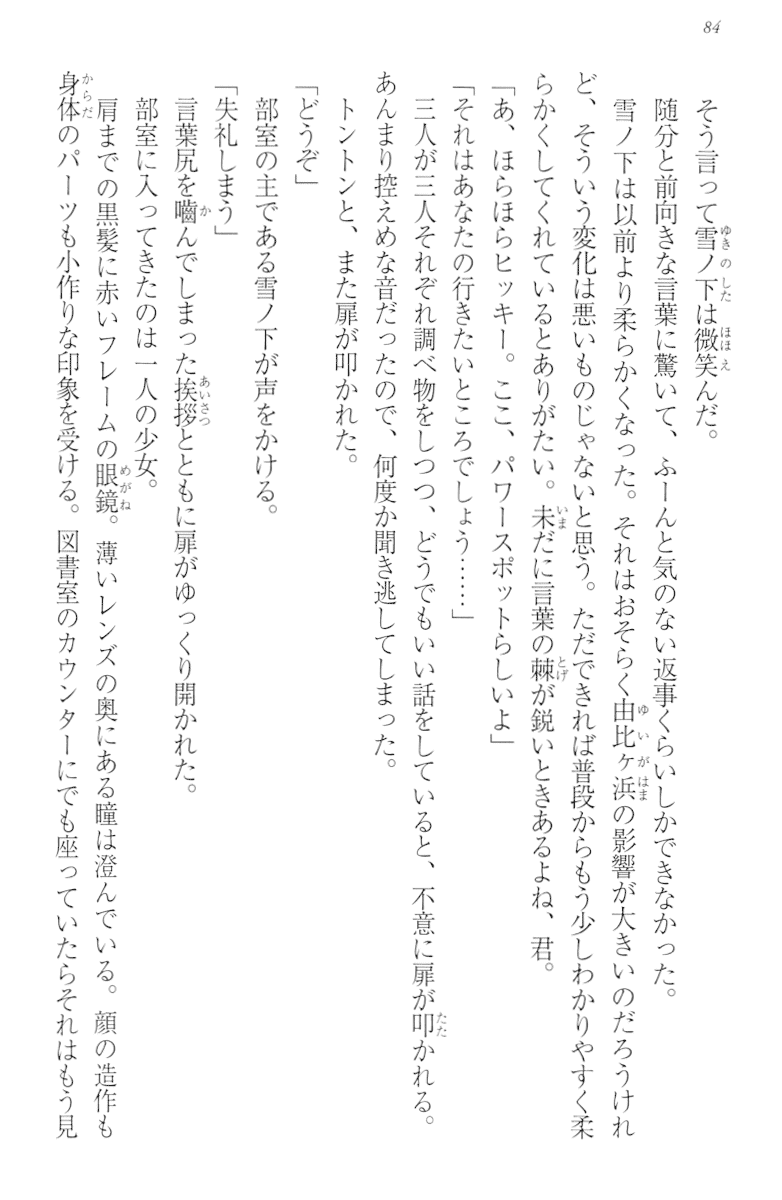 84
そう言って雪ノ下は微笑んだ。
随分と前向きな言葉に驚いて、ふーんと気のない返事くらいしかできなかった。
雪ノ下は以前より柔らかくなった。それはおそらく由比ヶ浜の影響が大きいのだろうけれ
ど、そういう変化は悪いものじゃないと思う。ただできれば普段からもう少しわかりやすく柔
らかくしてくれているとありがたい。未だに言葉の棘が鋭いときあるよね、君。
「あ、ほらほらヒッキー。ここ、パワースポットらしいよ」
「それはあなたの行きたいところでしょう……」
三人が三人それぞれ調べ物をしつつ、どうでもいい話をしていると、不意に扉が叩かれる。
あんまり控えめな音だったので、何度か聞き逃してしまった。
トントンと、また扉が叩かれた。
「どうぞ」
部室の主である雪ノ下が声をかける。
「失礼しまう」
言葉尻を嚙んでしまった挨拶とともに扉がゆっくり開かれた。
部室に入ってきたのは一人の少女。
肩までの黒髪に赤いフレームの眼鏡。薄いレンズの奥にある瞳は澄んでいる。顔の造作も
身体のパーツも小作りな印象を受ける。図書室のカウンターにでも座っていたらそれはもう見